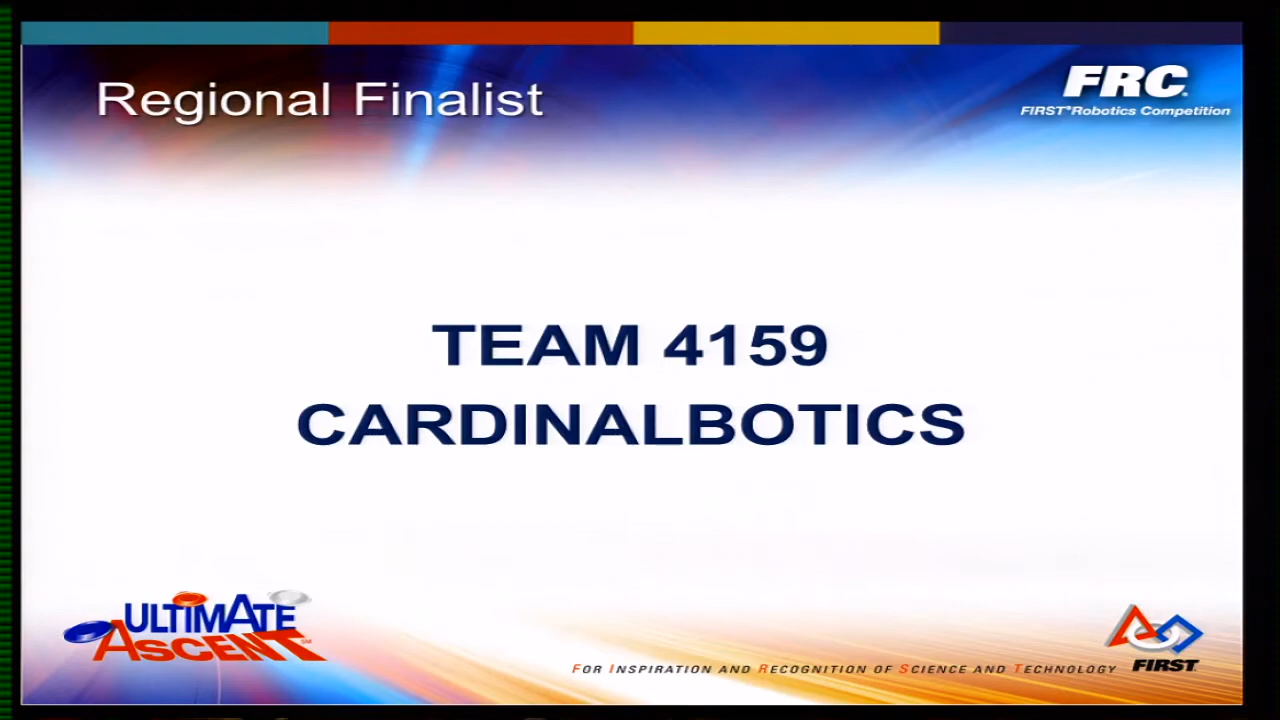 Regional Finalist
FRC
FIRST® Robotics Competition
TEAM 4159
CARDINALBOTICS
ULTIMATE
ASCENT℠
FOR INSPIRATION AND RECOGNITION OF SCIENCE AND TECHNOLOGY
FIRST